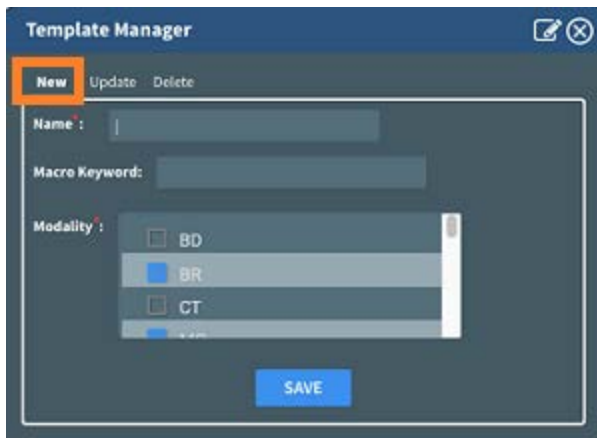 Template Manager
New Update Delete
Name*:
Macro Keyword:
Modality*:
BD
BR
CT
SAVE